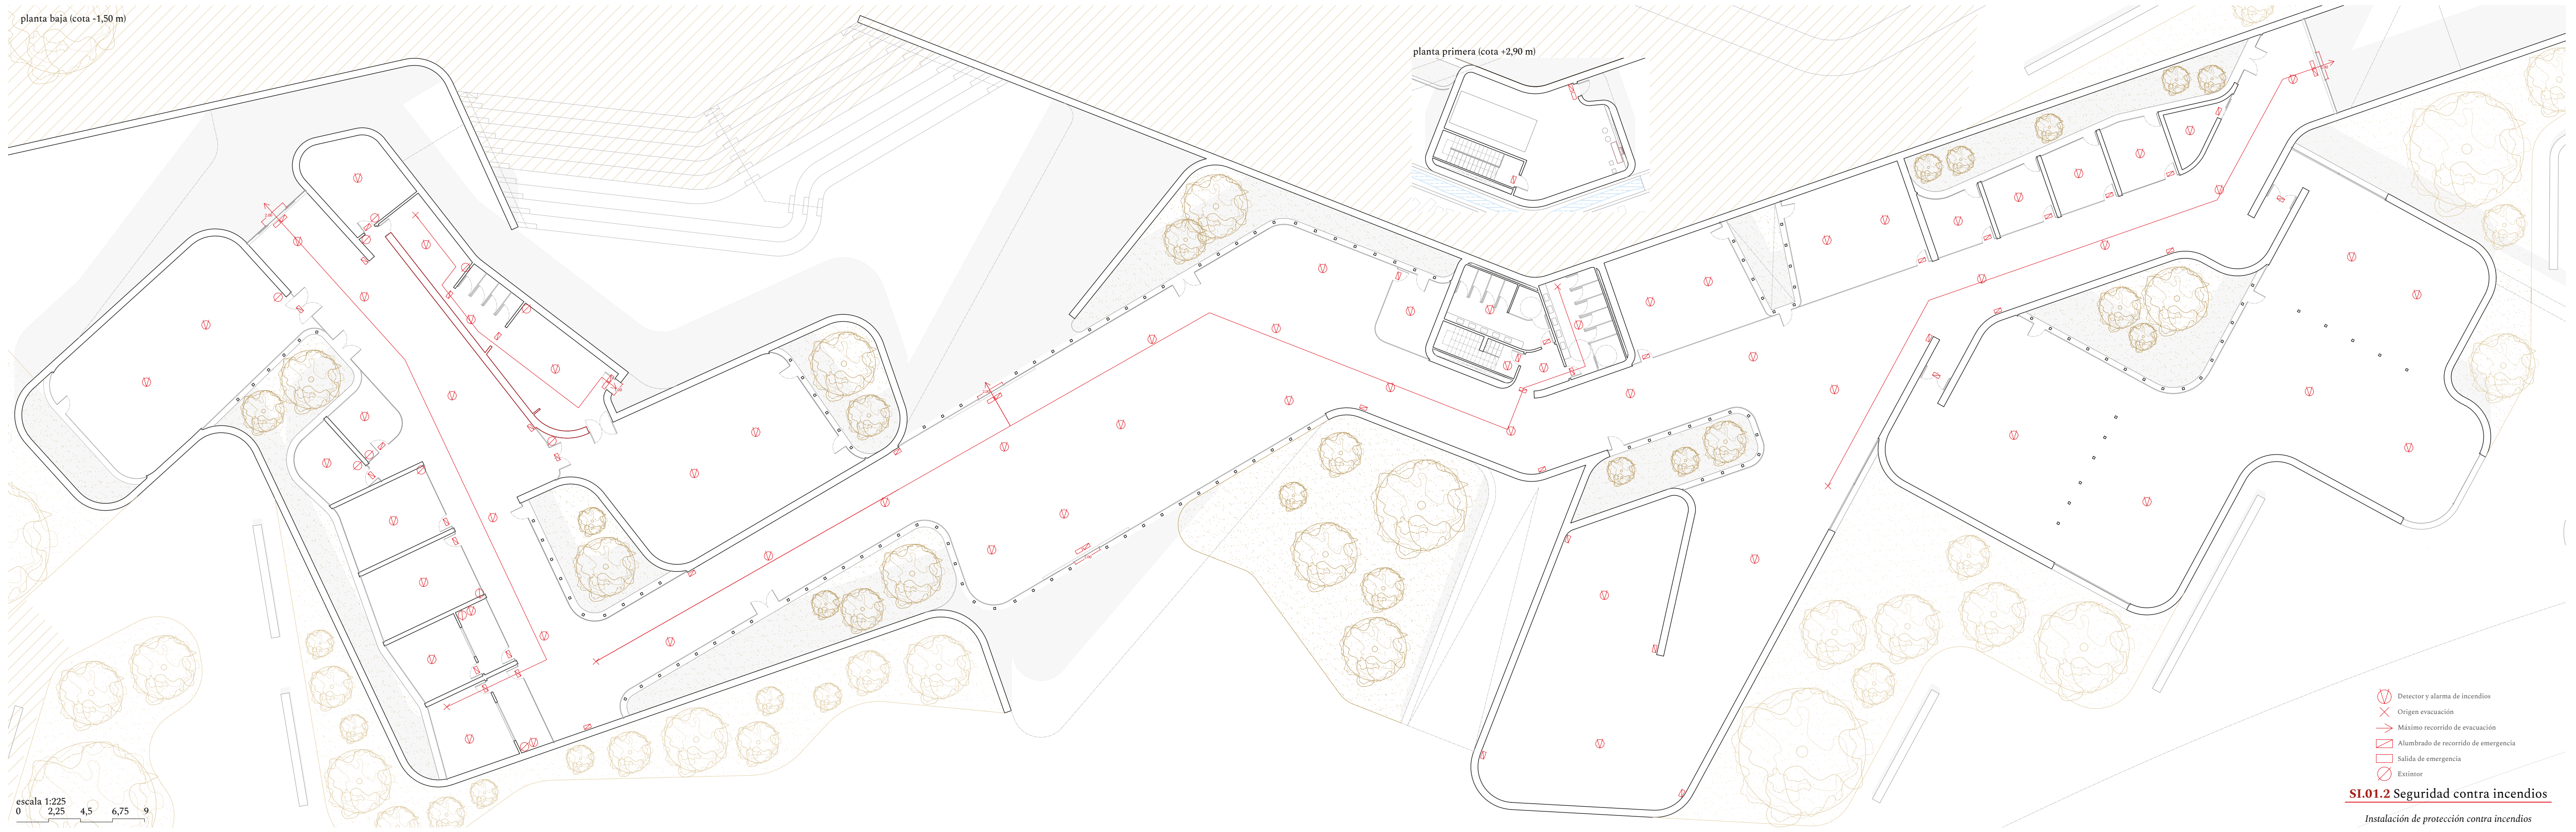 planta baja (cota -1,50 m)
planta primera (cota +2,90 m)
Detector y alarma de incendios
Origen evacuación
Máximo recorrido de evacuación
Alumbrado de recorrido de emergencia
Salida de emergencia
Extintor
SI.01.2 Seguridad contra incendios
Instalación de protección contra incendios
escala 1:225
0 2,25 4,5 6,75 9